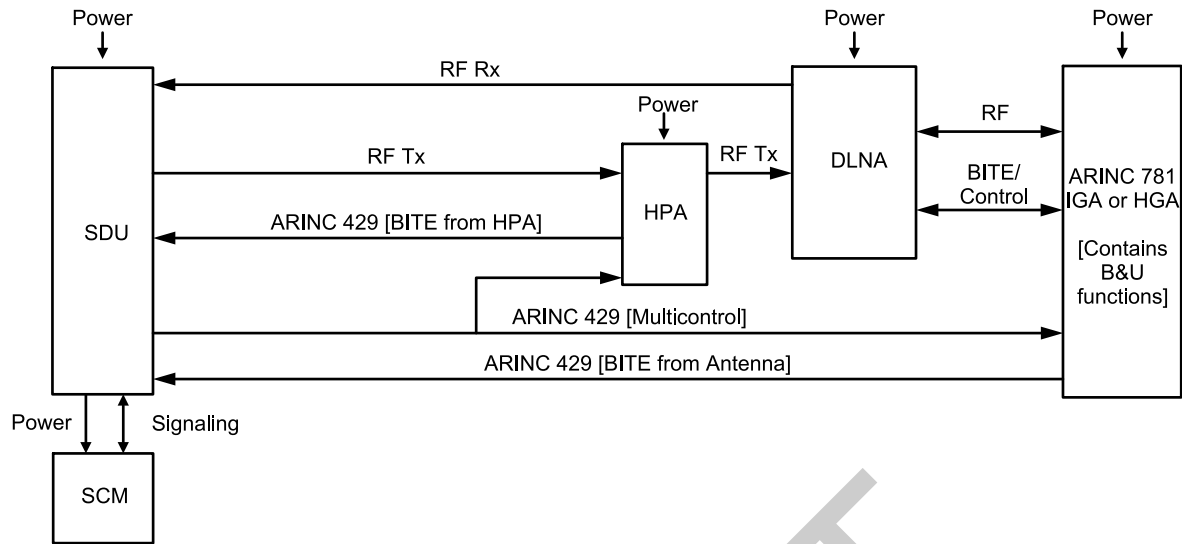 Power
Power
Power
RF Rx
Power
RF
RF Tx
RF Tx
DLNA
BITE/
Control
ARINC 781
IGA or HGA
[Contains
B&U
functions]
SDU
HPA
ARINC 429 [BITE from HPA]
ARINC 429 [Multicontrol]
ARINC 429 [BITE from Antenna]
Power
Signaling
SCM